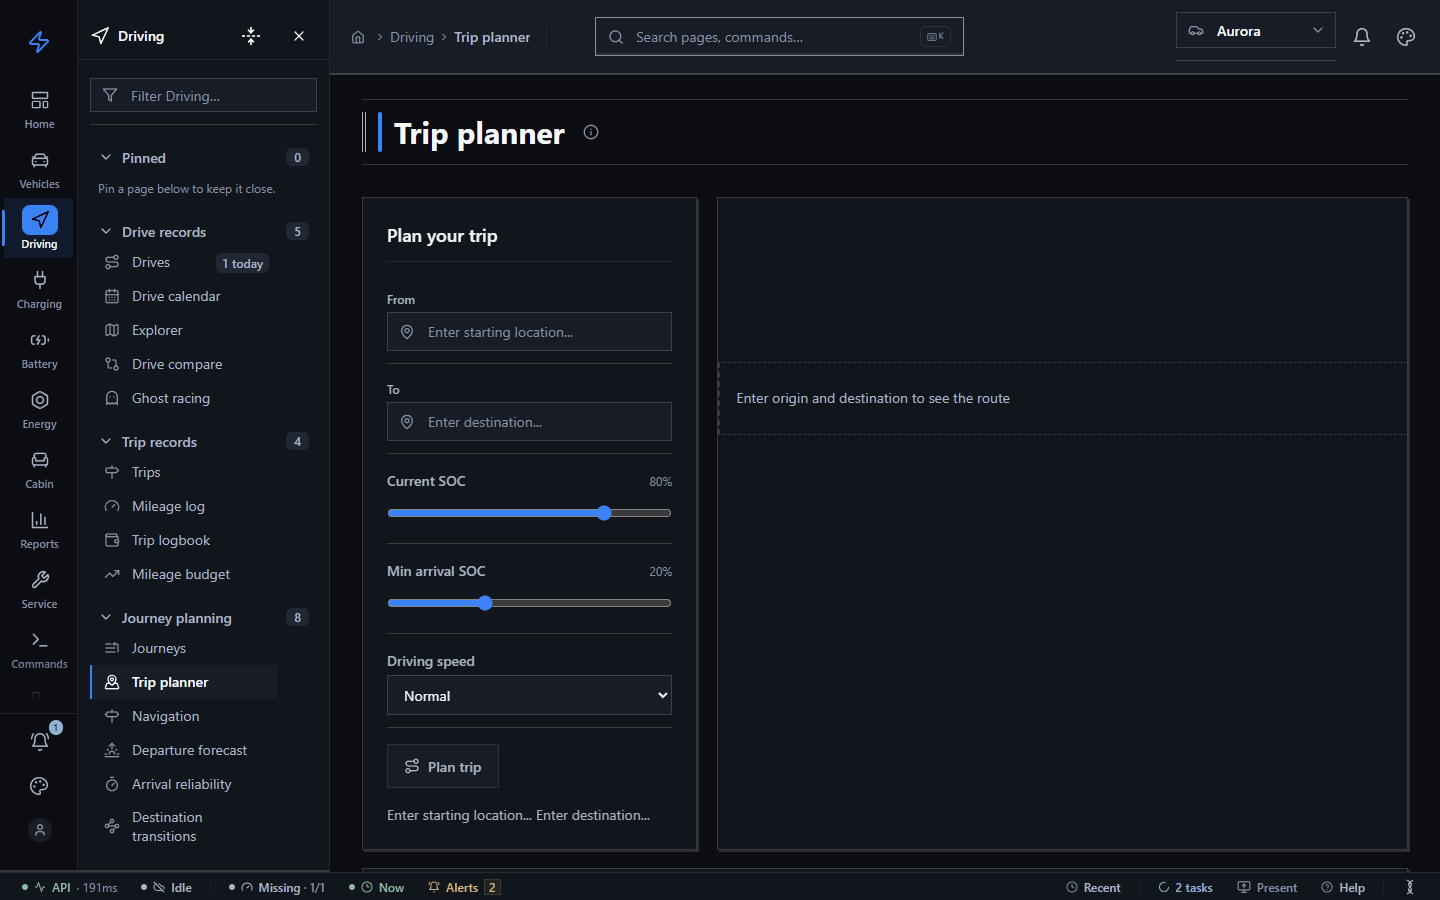 Driving
Driving
Trip planner
Search pages, commands...
K
Aurora
Home
Vehicles
Driving
Charging
Battery
Energy
Cabin
Reports
Service
Commands
1
Filter Driving...
Pinned
0
Pin a page below to keep it close.
Drive records
5
Drives
1 today
Drive calendar
Explorer
Drive compare
Ghost racing
Trip records
4
Trips
Mileage log
Trip logbook
Mileage budget
Journey planning
8
Journeys
Trip planner
Navigation
Departure forecast
Arrival reliability
Destination
transitions
Trip planner
Plan your trip
From
Enter starting location...
To
Enter destination...
Current SOC
80%
Min arrival SOC
20%
Driving speed
Normal
Plan trip
Enter starting location... Enter destination...
Enter origin and destination to see the route
API · 191ms
Idle
Missing · 1/1
Now
Alerts 2
Recent
2 tasks
Present
Help